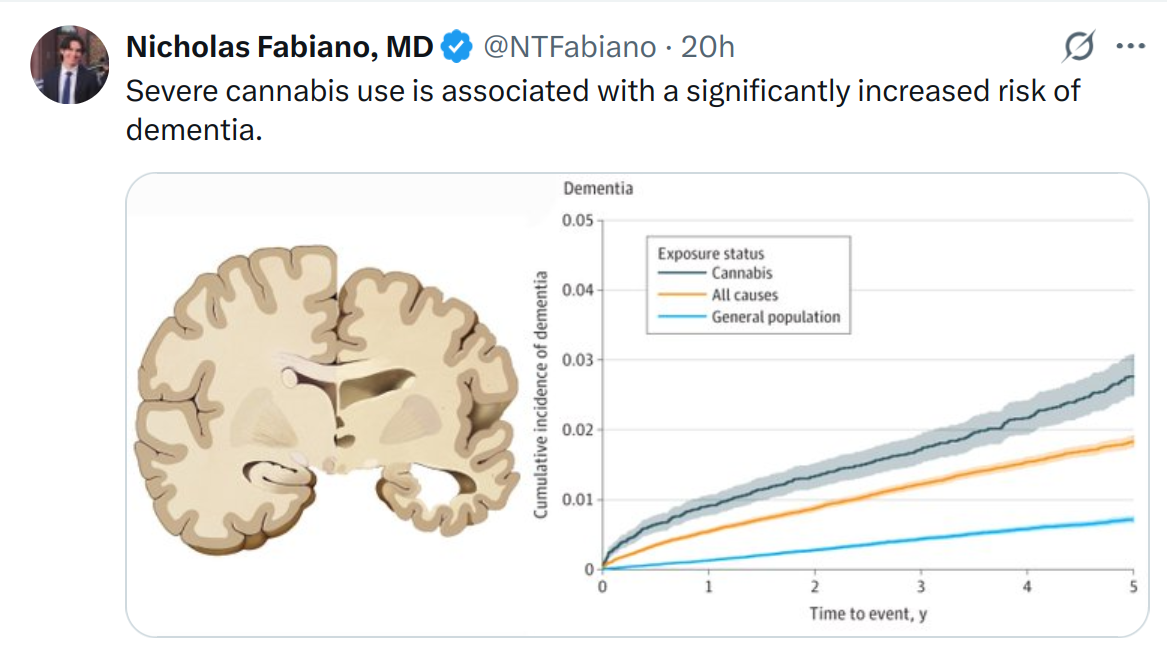 Nicholas Fabiano, MD @NTFabiano · 20h
Severe cannabis use is associated with a significantly increased risk of
dementia.
Dementia
Cumulative incidence of dementia
0.05
0.04
0.03
0.02
0.01
0
Exposure status
Cannabis
All causes
General population
0 1 2 3 4 5
Time to event, y